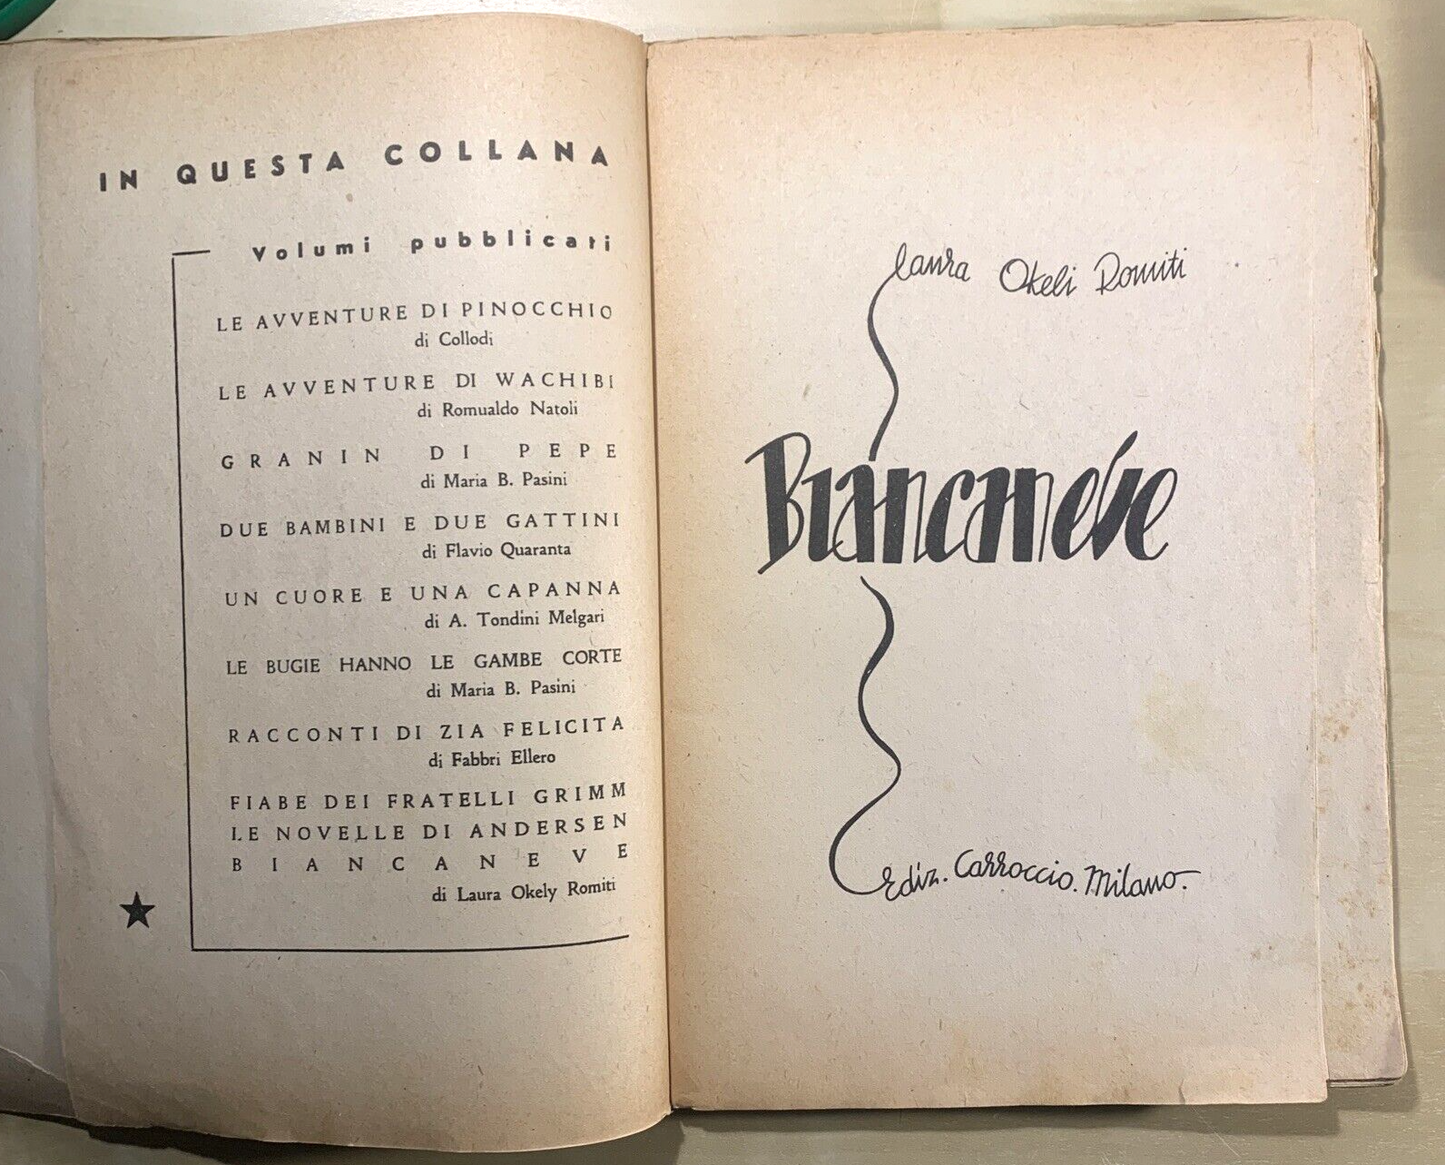 IN QUESTA COLLANA
Volumi pubblicati
LE AVVENTURE DI PINOCCHIO
di Collodi
LE AVVENTURE DI WACHIBI
di Romualdo Natoli
GRANIN DI PEPE
di Maria B. Pasini
DUE BAMBINI E DUE GATTINI
di Flavio Quaranta
UN CUORE E UNA CAPANNA
di A. Tondini Melgari
LE BUGIE HANNO LE GAMBE CORTE
di Maria B. Pasini
RACCONTI DI ZIA FELICITA
di Fabbri Ellero
FIABE DEI FRATELLI GRIMM
LE NOVELLE DI ANDERSEN
BIANCANEVE
di Laura Okely Romiti
Laura Okeli Romiti
Biancaneve
Ediz. Carroccio. Milano.